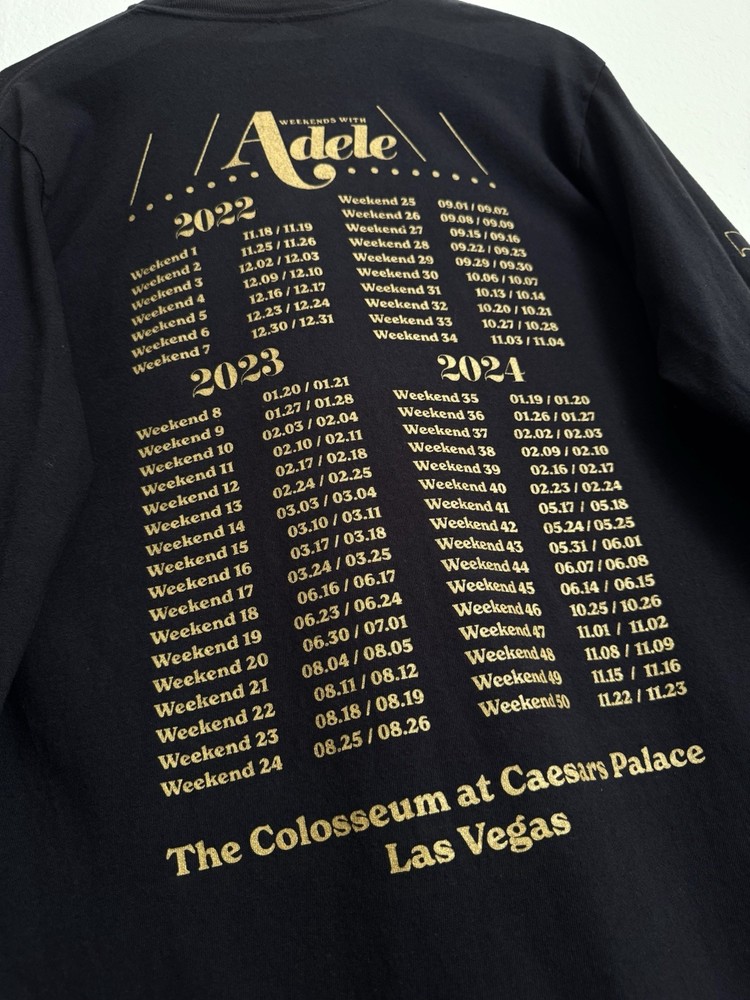 WEEKENDS WITH
Adele
2022
Weekend 1 11.18 / 11.19
Weekend 2 11.25 / 11.26
Weekend 3 12.02 / 12.03
Weekend 4 12.09 / 12.10
Weekend 5 12.16 / 12.17
Weekend 6 12.23 / 12.24
Weekend 7 12.30 / 12.31
2023
Weekend 8 01.20 / 01.21
Weekend 9 01.27 / 01.28
Weekend 10 02.03 / 02.04
Weekend 11 02.10 / 02.11
Weekend 12 02.17 / 02.18
Weekend 13 02.24 / 02.25
Weekend 14 03.03 / 03.04
Weekend 15 03.10 / 03.11
Weekend 16 03.17 / 03.18
Weekend 17 03.24 / 03.25
Weekend 18 06.16 / 06.17
Weekend 19 06.23 / 06.24
Weekend 20 06.30 / 07.01
Weekend 21 08.04 / 08.05
Weekend 22 08.11 / 08.12
Weekend 23 08.18 / 08.19
Weekend 24 08.25 / 08.26
Weekend 25 09.01 / 09.02
Weekend 26 09.08 / 09.09
Weekend 27 09.15 / 09.16
Weekend 28 09.22 / 09.23
Weekend 29 09.29 / 09.30
Weekend 30 10.06 / 10.07
Weekend 31 10.13 / 10.14
Weekend 32 10.20 / 10.21
Weekend 33 10.27 / 10.28
Weekend 34 11.03 / 11.04
2024
Weekend 35 01.19 / 01.20
Weekend 36 01.26 / 01.27
Weekend 37 02.02 / 02.03
Weekend 38 02.09 / 02.10
Weekend 39 02.16 / 02.17
Weekend 40 02.23 / 02.24
Weekend 41 05.17 / 05.18
Weekend 42 05.24 / 05.25
Weekend 43 05.31 / 06.01
Weekend 44 06.07 / 06.08
Weekend 45 06.14 / 06.15
Weekend 46 10.25 / 10.26
Weekend 47 11.01 / 11.02
Weekend 48 11.08 / 11.09
Weekend 49 11.15 / 11.16
Weekend 50 11.22 / 11.23
The Colosseum at Caesars Palace
Las Vegas